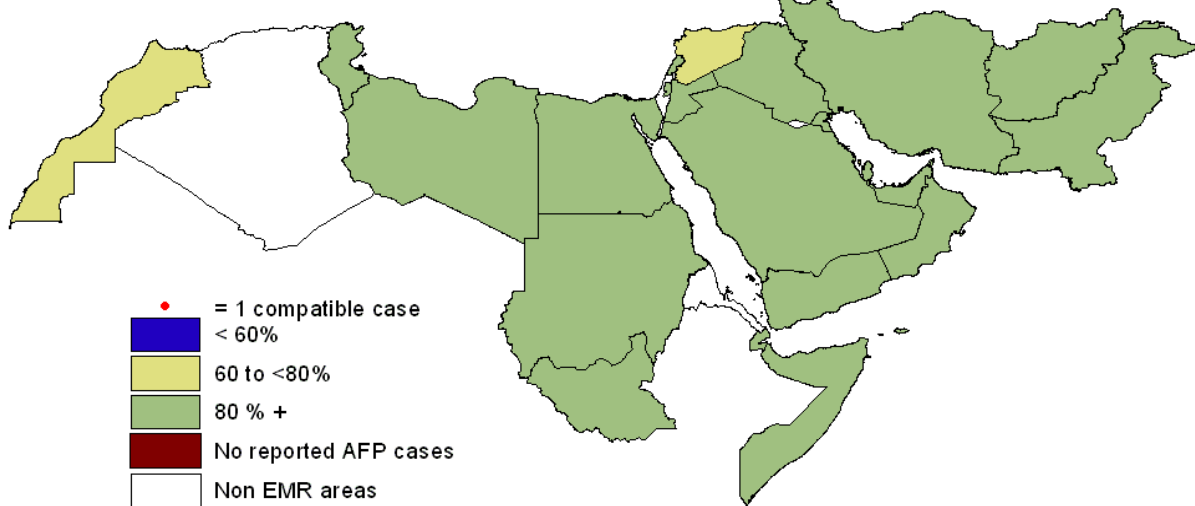 = 1 compatible case
< 60%
60 to <80%
80 % +
No reported AFP cases
Non EMR areas